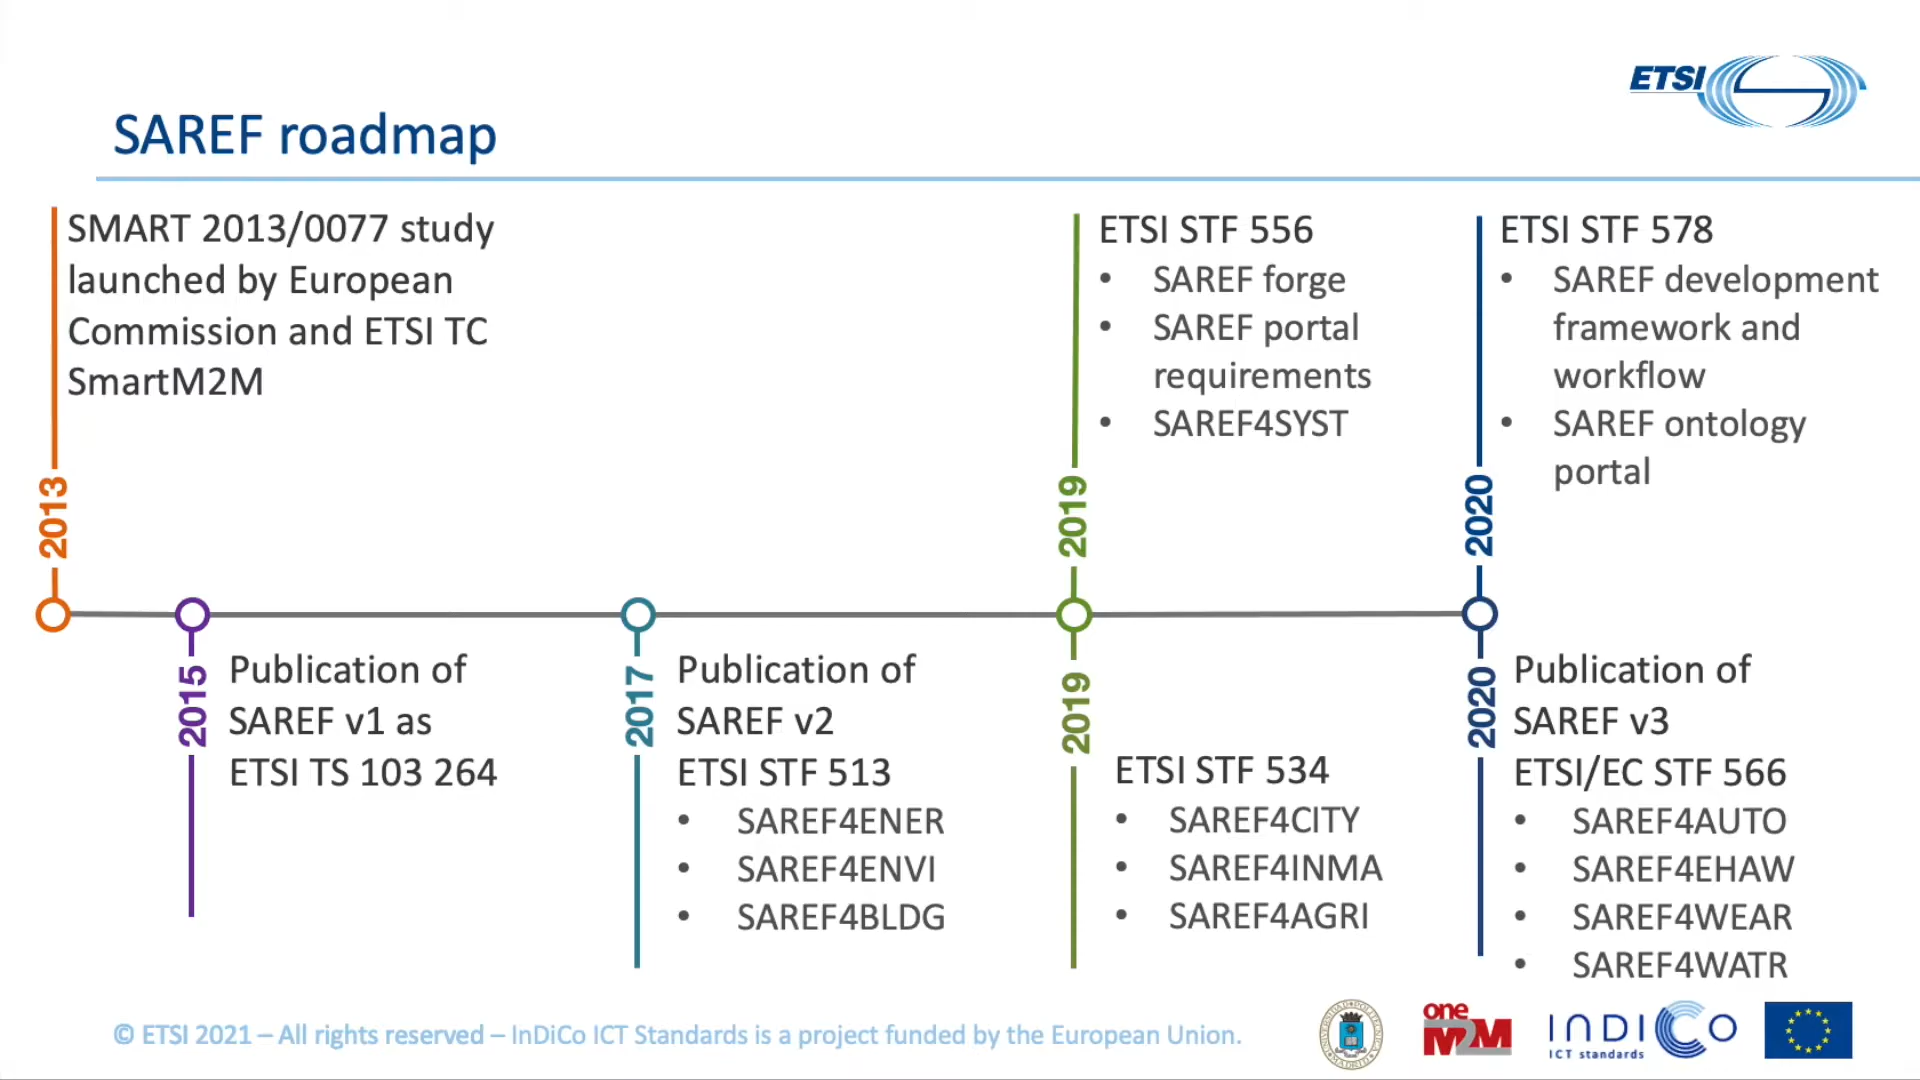 ETSI
SAREF roadmap
SMART 2013/0077 study
launched by European
Commission and ETSI TC
SmartM2M
2013
ETSI STF 556
• SAREF forge
• SAREF portal
requirements
• SAREF4SYST
2019
ETSI STF 578
• SAREF development
framework and
workflow
• SAREF ontology
portal
2020
2015
Publication of
SAREF v1 as
ETSI TS 103 264
2017
Publication of
SAREF v2
ETSI STF 513
• SAREF4ENER
• SAREF4ENVI
• SAREF4BLDG
2019
ETSI STF 534
• SAREF4CITY
• SAREF4INMA
• SAREF4AGRI
2020
Publication of
SAREF v3
ETSI/EC STF 566
• SAREF4AUTO
• SAREF4EHAW
• SAREF4WEAR
• SAREF4WATR
© ETSI 2021 – All rights reserved – InDiCo ICT Standards is a project funded by the European Union.
one
M2M
INDICO
ICT standards